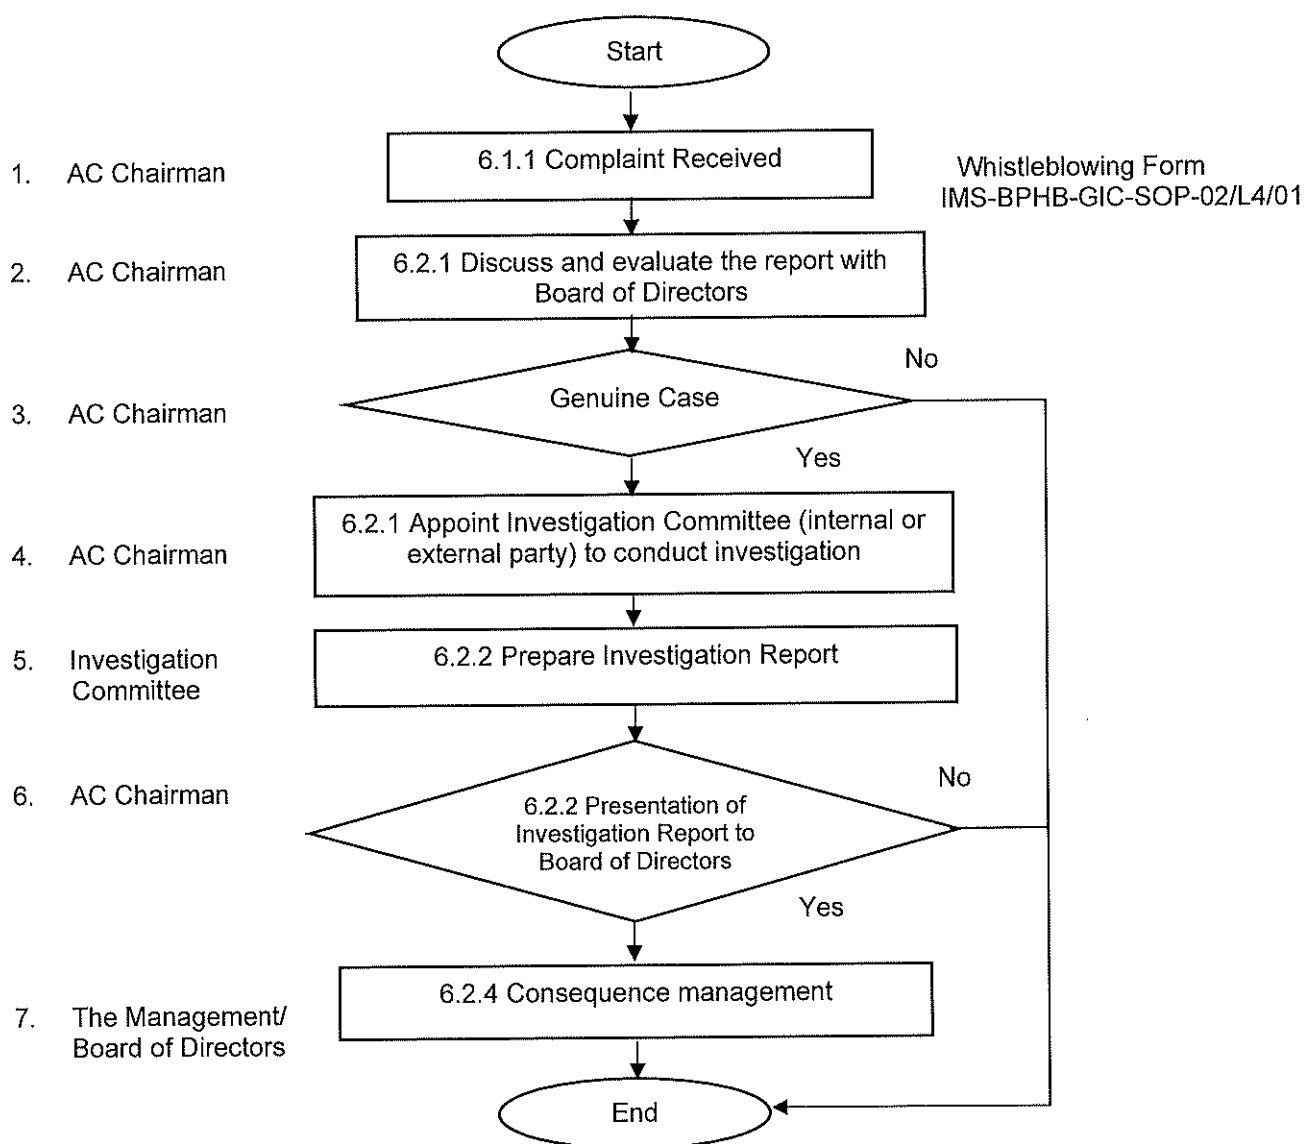 Start
1. AC Chairman
6.1.1 Complaint Received
Whistleblowing Form
IMS-BPHB-GIC-SOP-02/L4/01
2. AC Chairman
6.2.1 Discuss and evaluate the report with
Board of Directors
No
3. AC Chairman
Genuine Case
Yes
4. AC Chairman
6.2.1 Appoint Investigation Committee (internal or
external party) to conduct investigation
5. Investigation
Committee
6.2.2 Prepare Investigation Report
No
6. AC Chairman
6.2.2 Presentation of
Investigation Report to
Board of Directors
Yes
7. The Management/
Board of Directors
6.2.4 Consequence management
End